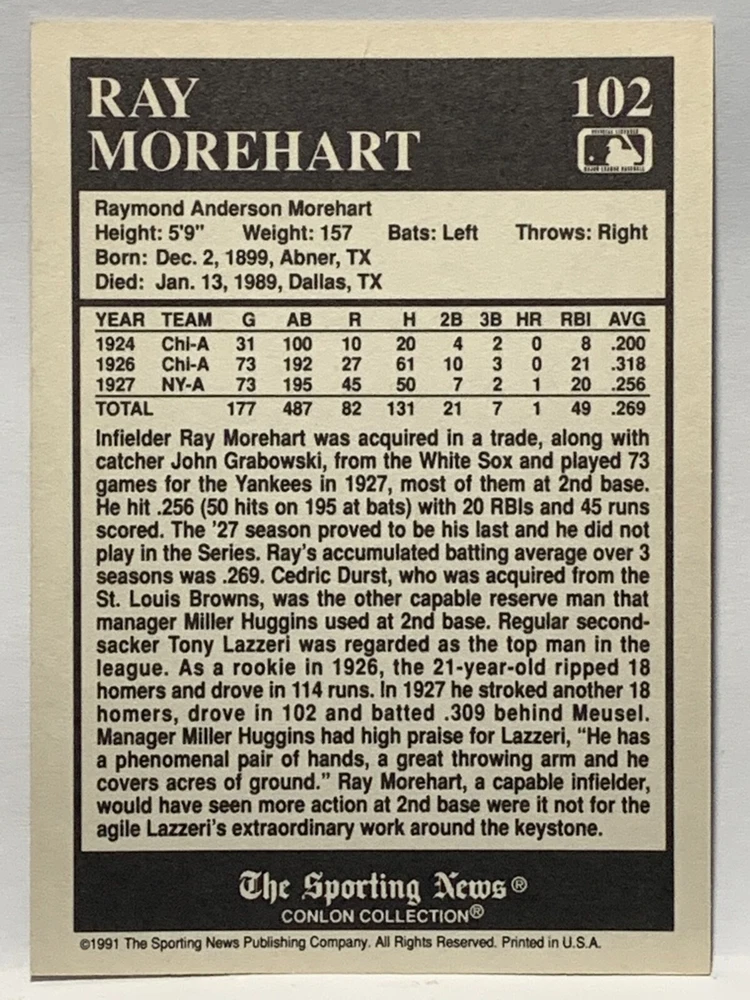 RAY 102
MOREHART
Raymond Anderson Morehart
Height: 5'9" Weight: 157 Bats: Left Throws: Right
Born: Dec. 2, 1899, Abner, TX
Died: Jan. 13, 1989, Dallas, TX
YEAR TEAM G AB R H 2B 3B HR RBI AVG
1924 Chi-A 31 100 10 20 4 2 0 8 .200
1926 Chi-A 73 192 27 61 10 3 0 21 .318
1927 NY-A 73 195 45 50 7 2 1 20 .256
TOTAL 177 487 82 131 21 7 1 49 .269
Infielder Ray Morehart was acquired in a trade, along with
catcher John Grabowski, from the White Sox and played 73
games for the Yankees in 1927, most of them at 2nd base.
He hit .256 (50 hits on 195 at bats) with 20 RBIs and 45 runs
scored. The '27 season proved to be his last and he did not
play in the Series. Ray's accumulated batting average over 3
seasons was .269. Cedric Durst, who was acquired from the
St. Louis Browns, was the other capable reserve man that
manager Miller Huggins used at 2nd base. Regular second-
sacker Tony Lazzeri was regarded as the top man in the
league. As a rookie in 1926, the 21-year-old ripped 18
homers and drove in 114 runs. In 1927 he stroked another 18
homers, drove in 102 and batted .309 behind Meusel.
Manager Miller Huggins had high praise for Lazzeri, "He has
a phenomenal pair of hands, a great throwing arm and he
covers acres of ground." Ray Morehart, a capable infielder,
would have seen more action at 2nd base were it not for the
agile Lazzeri's extraordinary work around the keystone.
The Sporting News®
CONLON COLLECTION®
©1991 The Sporting News Publishing Company. All Rights Reserved. Printed in U.S.A.